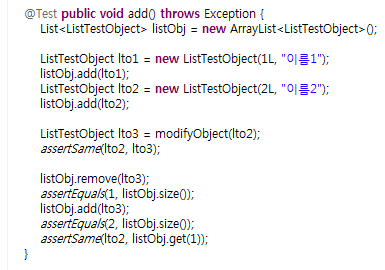 @Test public void add() throws Exception {
List<ListTestObject> listObj = new ArrayList<ListTestObject>();
ListTestObject lto1 = new ListTestObject(1L, "이름1");
listObj.add(lto1);
ListTestObject lto2 = new ListTestObject(2L, "이름2");
listObj.add(lto2);
ListTestObject lto3 = modifyObject(lto2);
assertSame(lto2, lto3);
listObj.remove(lto3);
assertEquals(1, listObj.size());
listObj.add(lto3);
assertEquals(2, listObj.size());
assertSame(lto2, listObj.get(1));
}